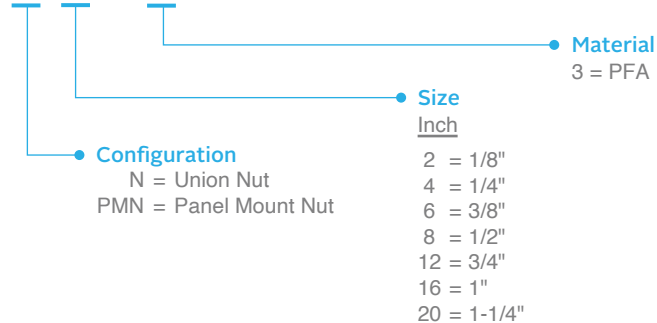 Material
3 = PFA
Size
Inch
2 = 1/8"
4 = 1/4"
6 = 3/8"
8 = 1/2"
12 = 3/4"
16 = 1"
20 = 1-1/4"
Configuration
N = Union Nut
PMN = Panel Mount Nut